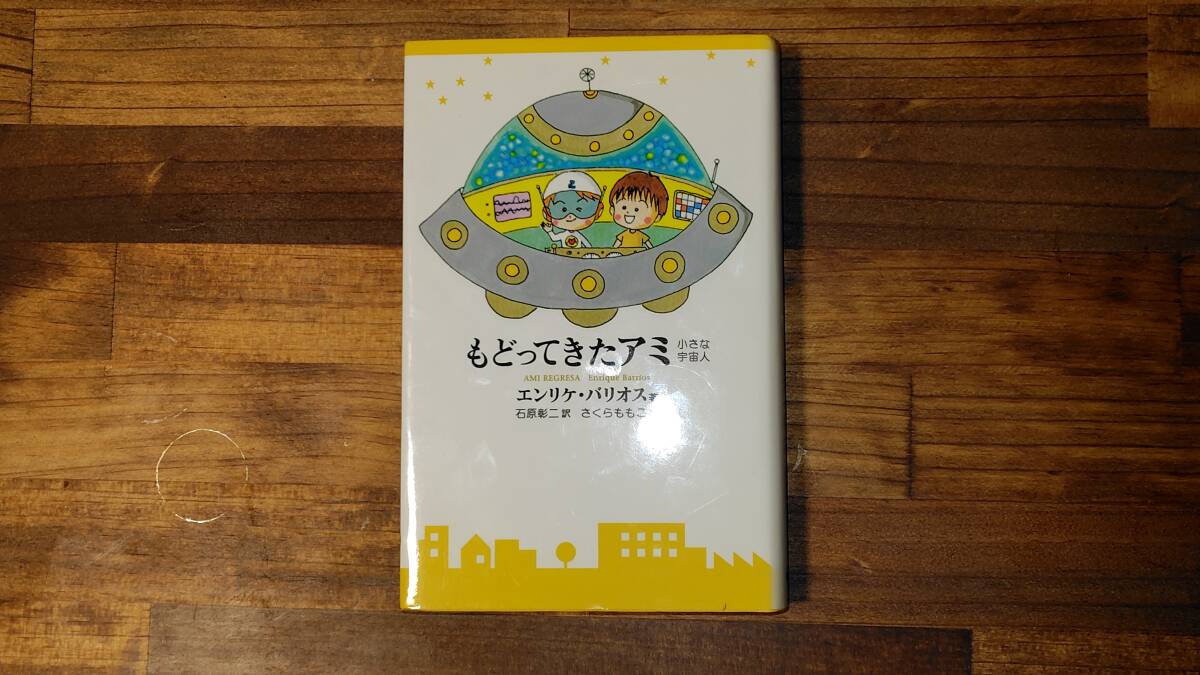 もどってきたアミ 小さな
宇宙人
AMI REGRESA Enrique Barrios
エンリケ・バリオス 著
石原彰二 訳 さくらももこ